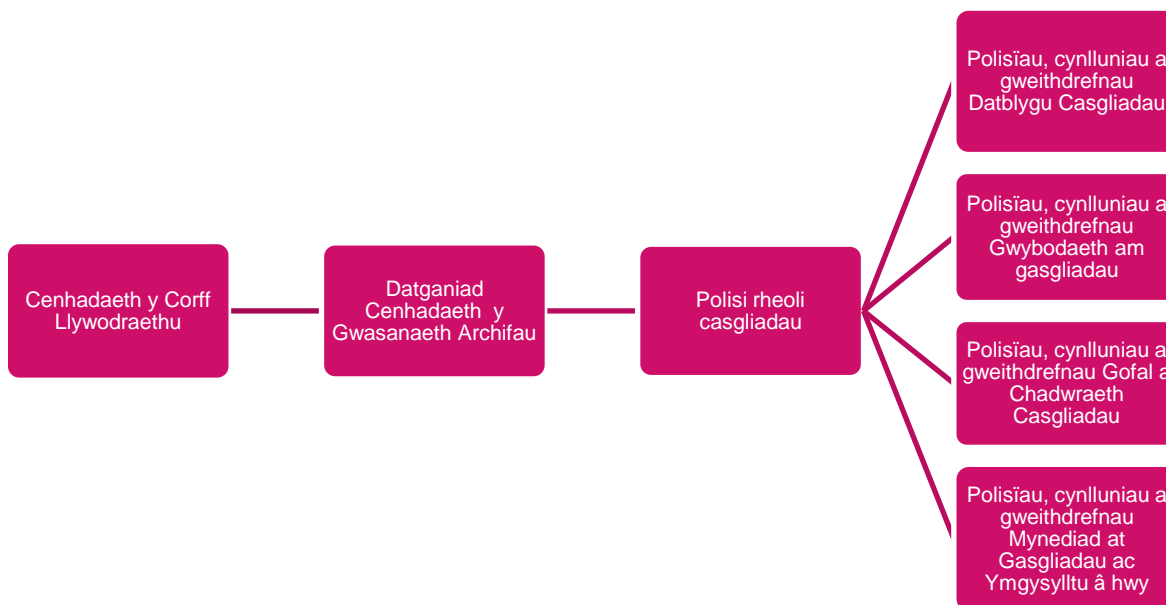 Cenhadaeth y Corff
Llywodraethu
Datganiad
Cenhadaeth y
Gwasanaeth Archifau
Polisi rheoli
casgliadau
Polisïau, cynlluniau a
gweithdrefnau
Datblygu Casgliadau
Polisïau, cynlluniau a
gweithdrefnau
Gwybodaeth am
gasgliadau
Polisïau, cynlluniau a
gweithdrefnau Gofal a
Chadwraeth
Casgliadau
Polisïau, cynlluniau a
gweithdrefnau
Mynediad at
Gasgliadau ac
Ymgysylltu â hwy